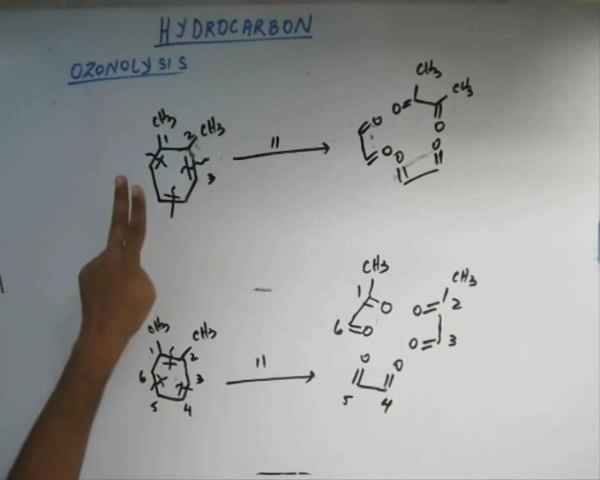 HYDROCARBON
OZONOLYSIS
CH3
CH3
1 2
3
11
CH3
O= CH3
O
O
O
O O
CH3
CH3
1 2
6 3
5 4
11
CH3
1 O
6 O
CH3
O= 2
O= 3
O O
5 4